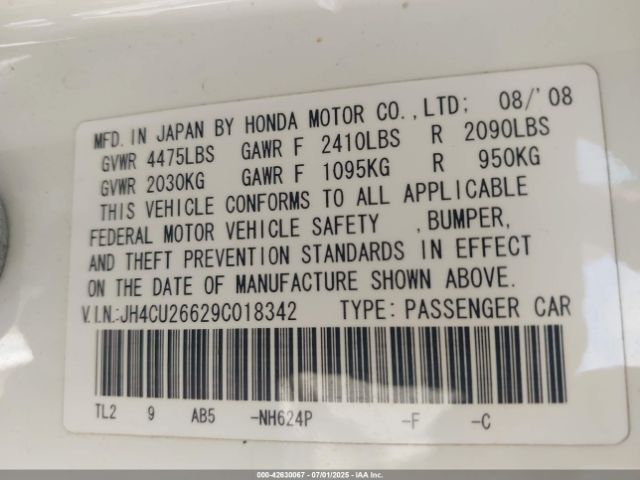 MFD. IN JAPAN BY HONDA MOTOR CO.,LTD; 08/'08
GVWR 4475LBS GAWR F 2410LBS R 2090LBS
GVWR 2030KG GAWR F 1095KG R 950KG
THIS VEHICLE CONFORMS TO ALL APPLICABLE
FEDERAL MOTOR VEHICLE SAFETY , BUMPER,
AND THEFT PREVENTION STANDARDS IN EFFECT
ON THE DATE OF MANUFACTURE SHOWN ABOVE.
V.I.N.:JH4CU26629C018342 TYPE: PASSENGER CAR
TL2 9 AB5 -NH624P -F -C
000-42630067 - 07/01/2025 - IAAI.COM